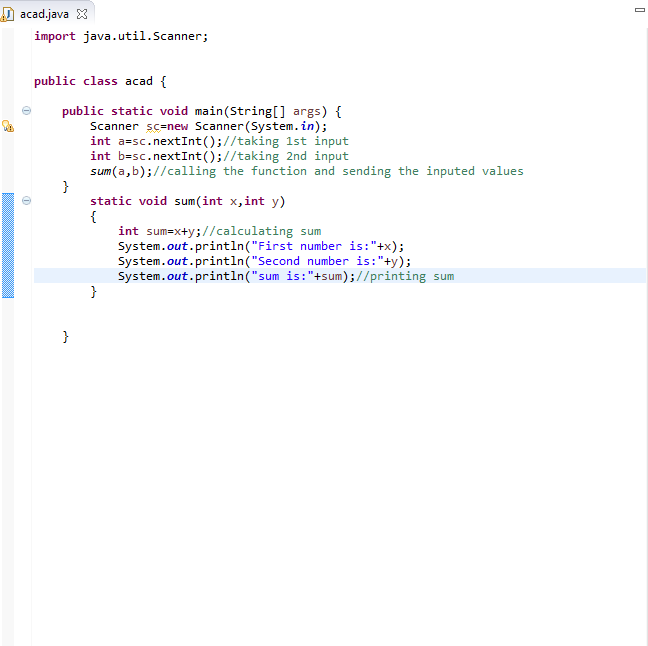 acad.java
import java.util.Scanner;
public class acad {
public static void main(String[] args) {
Scanner sc=new Scanner(System.in);
int a=sc.nextInt();//taking 1st input
int b=sc.nextInt();//taking 2nd input
sum(a,b);//calling the function and sending the inputed values
}
static void sum(int x,int y)
{
int sum=x+y;//calculating sum
System.out.println("First number is:"+x);
System.out.println("Second number is:"+y);
System.out.println("sum is:"+sum);//printing sum
}
}